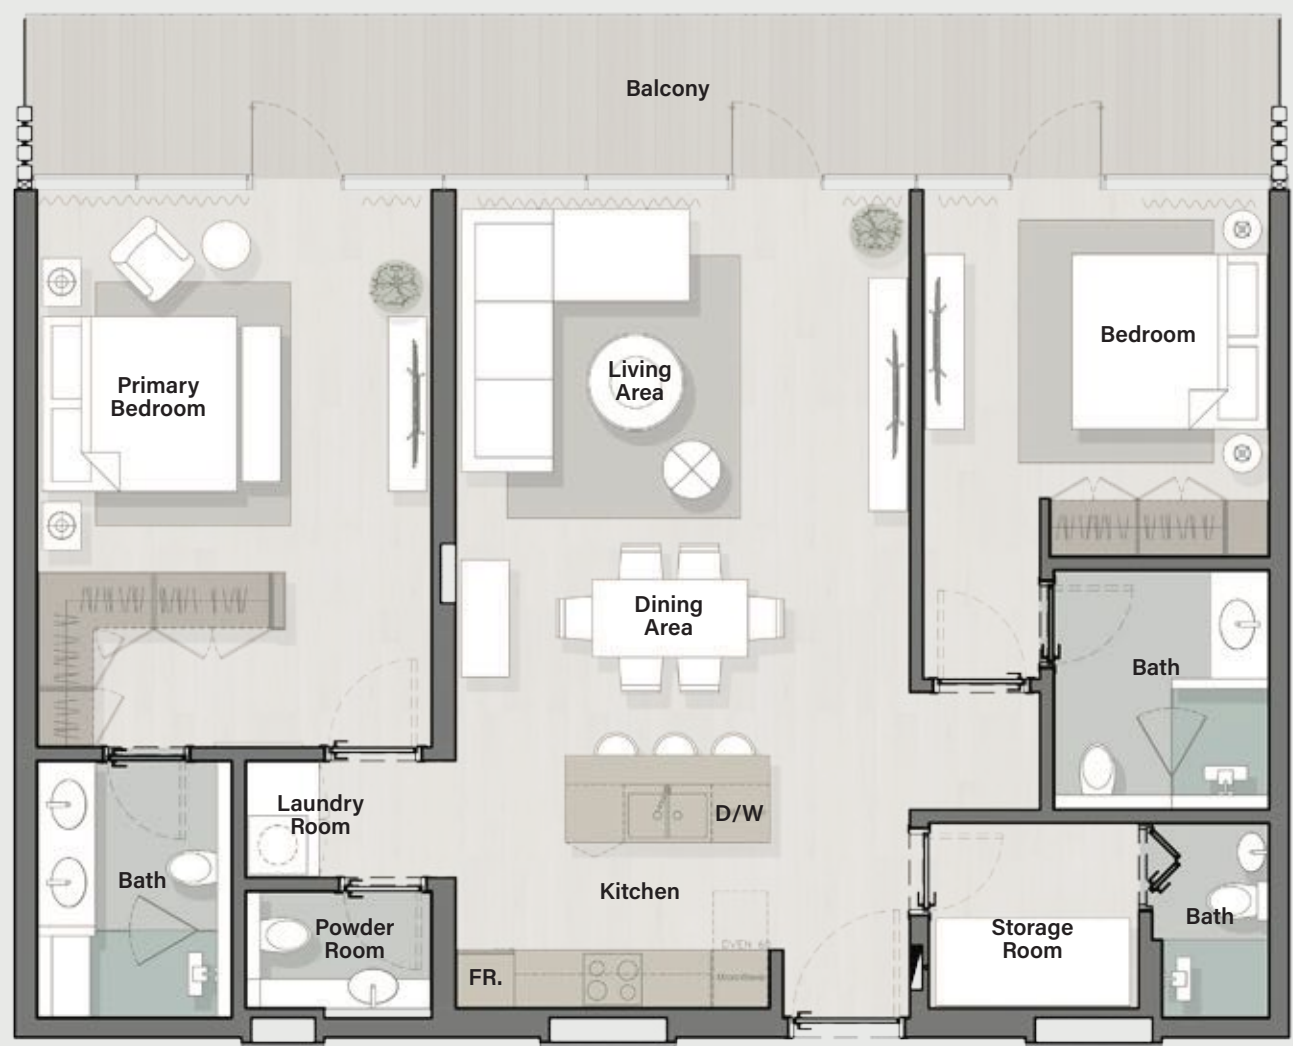 Balcony
Primary
Bedroom
Living
Area
Bedroom
Dining
Area
Bath
Laundry
Room
D/W
Kitchen
Bath
Powder
Room
Storage
Room
Bath
FR.
OVEN